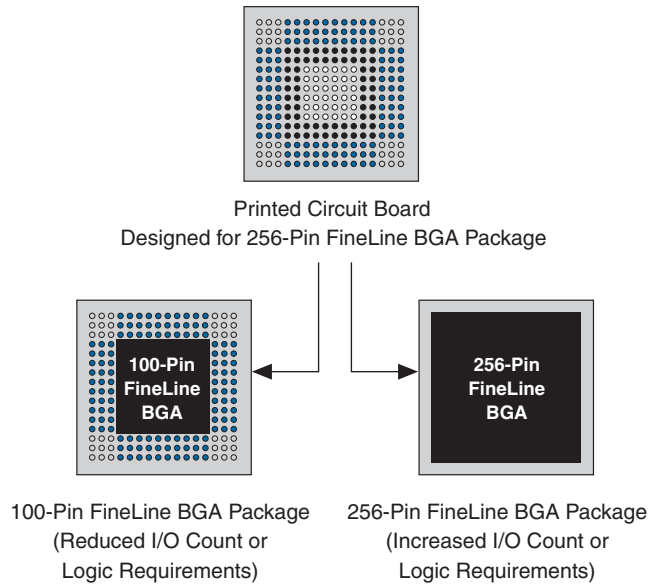 Printed Circuit Board
Designed for 256-Pin FineLine BGA Package
100-Pin
FineLine
BGA
256-Pin
FineLine
BGA
100-Pin FineLine BGA Package
(Reduced I/O Count or
Logic Requirements)
256-Pin FineLine BGA Package
(Increased I/O Count or
Logic Requirements)